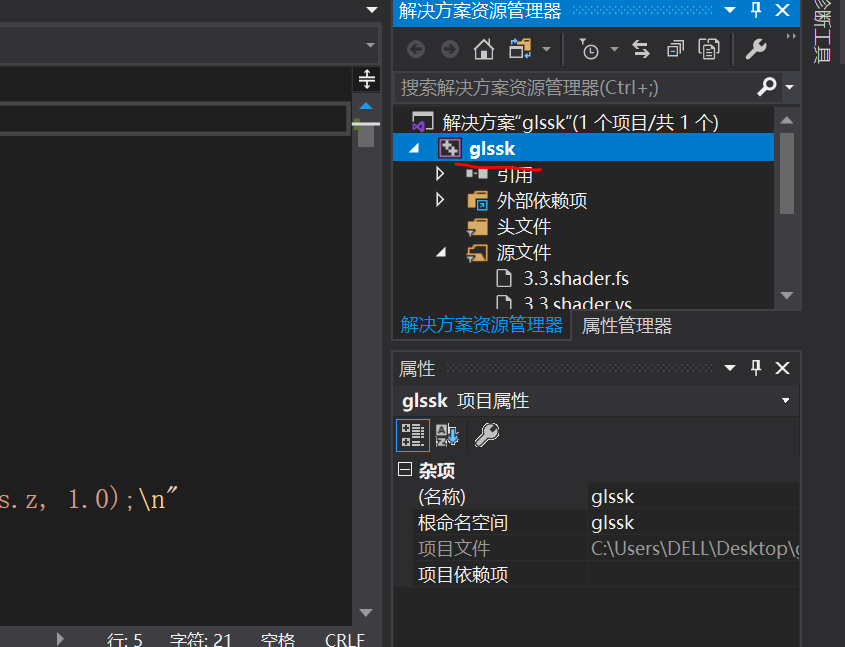 解决方案资源管理器
诊断工具
搜索解决方案资源管理器(Ctrl+;)
解决方案"glssk"(1 个项目/共 1 个)
glssk
引用
外部依赖项
头文件
源文件
3.3.shader.fs
3.3.shader.vs
解决方案资源管理器 属性管理器
属性
glssk 项目属性
杂项
(名称) glssk
根命名空间 glssk
项目文件 C:\Users\DELL\Desktop\g
项目依赖项
s.z, 1.0);\n"
行: 5 字符: 21 空格 CRLF